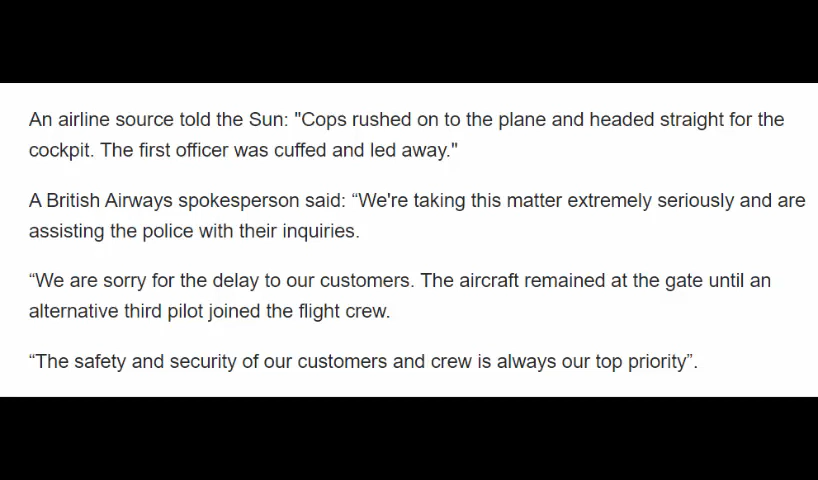 An airline source told the Sun: "Cops rushed on to the plane and headed straight for the
cockpit. The first officer was cuffed and led away."
A British Airways spokesperson said: “We're taking this matter extremely seriously and are
assisting the police with their inquiries.
“We are sorry for the delay to our customers. The aircraft remained at the gate until an
alternative third pilot joined the flight crew.
“The safety and security of our customers and crew is always our top priority”.